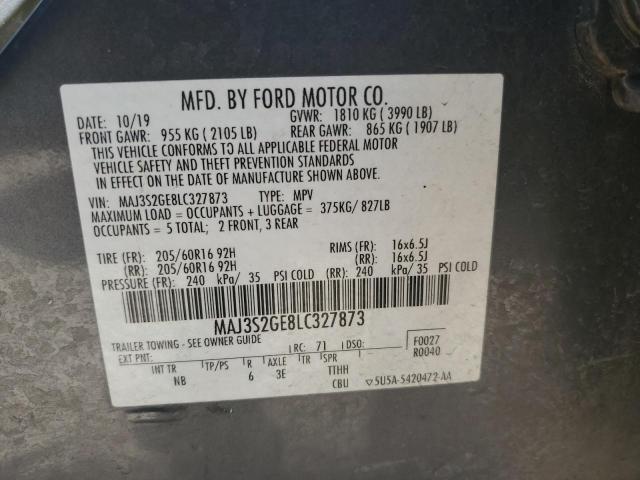 MFD. BY FORD MOTOR CO.
DATE: 10/19 GVWR: 1810 KG ( 3990 LB)
FRONT GAWR: 955 KG ( 2105 LB) REAR GAWR: 865 KG ( 1907 LB)
THIS VEHICLE CONFORMS TO ALL APPLICABLE FEDERAL MOTOR
VEHICLE SAFETY AND THEFT PREVENTION STANDARDS
IN EFFECT ON THE DATE OF MANUFACTURE SHOWN ABOVE.
VIN: MAJ3S2GE8LC327873 TYPE: MPV
MAXIMUM LOAD = OCCUPANTS + LUGGAGE = 375KG/ 827LB
OCCUPANTS = 5 TOTAL; 2 FRONT, 3 REAR
TIRE (FR): 205/60R16 92H RIMS (FR): 16x6.5J
(RR): 205/60R16 92H (RR): 16x6.5J
PRESSURE (FR): 240 kPa/ 35 PSI COLD (RR): 240 kPa/ 35 PSI COLD
MAJ3S2GE8LC327873
TRAILER TOWING - SEE OWNER GUIDE
EXT PNT: RC: 71 DSO: F0027
INT TR TP/PS R AXLE TR SPR R0040
NB 6 3E TTHH
CBU 5U5A-5420472-AA